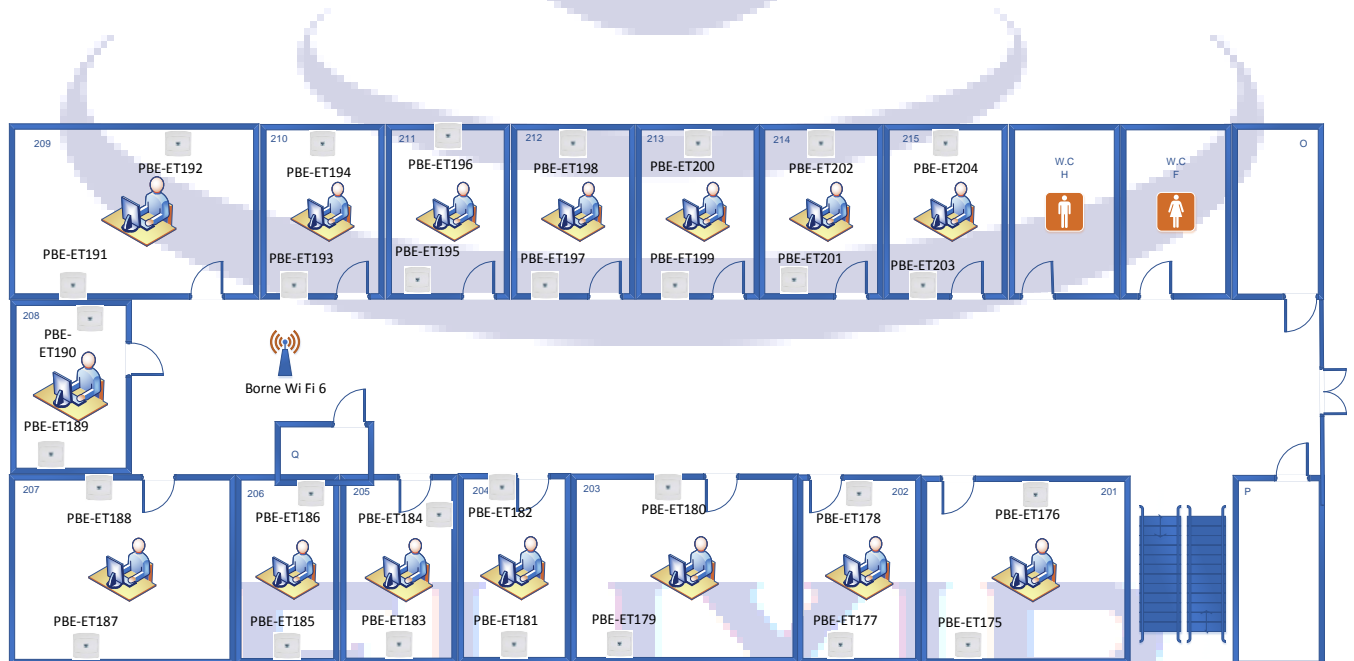 209
210
211
212
213
214
215
O
W.C
H
W.C
F
PBE-ET192
PBE-ET194
PBE-ET196
PBE-ET198
PBE-ET200
PBE-ET202
PBE-ET204
PBE-ET191
PBE-ET193
PBE-ET195
PBE-ET197
PBE-ET199
PBE-ET201
PBE-ET203
208
PBE-
ET190
PBE-ET189
Borne Wi Fi 6
Q
207
206
205
204
203
202
201
P
PBE-ET188
PBE-ET186
PBE-ET184
PBE-ET182
PBE-ET180
PBE-ET178
PBE-ET176
PBE-ET187
PBE-ET185
PBE-ET183
PBE-ET181
PBE-ET179
PBE-ET177
PBE-ET175